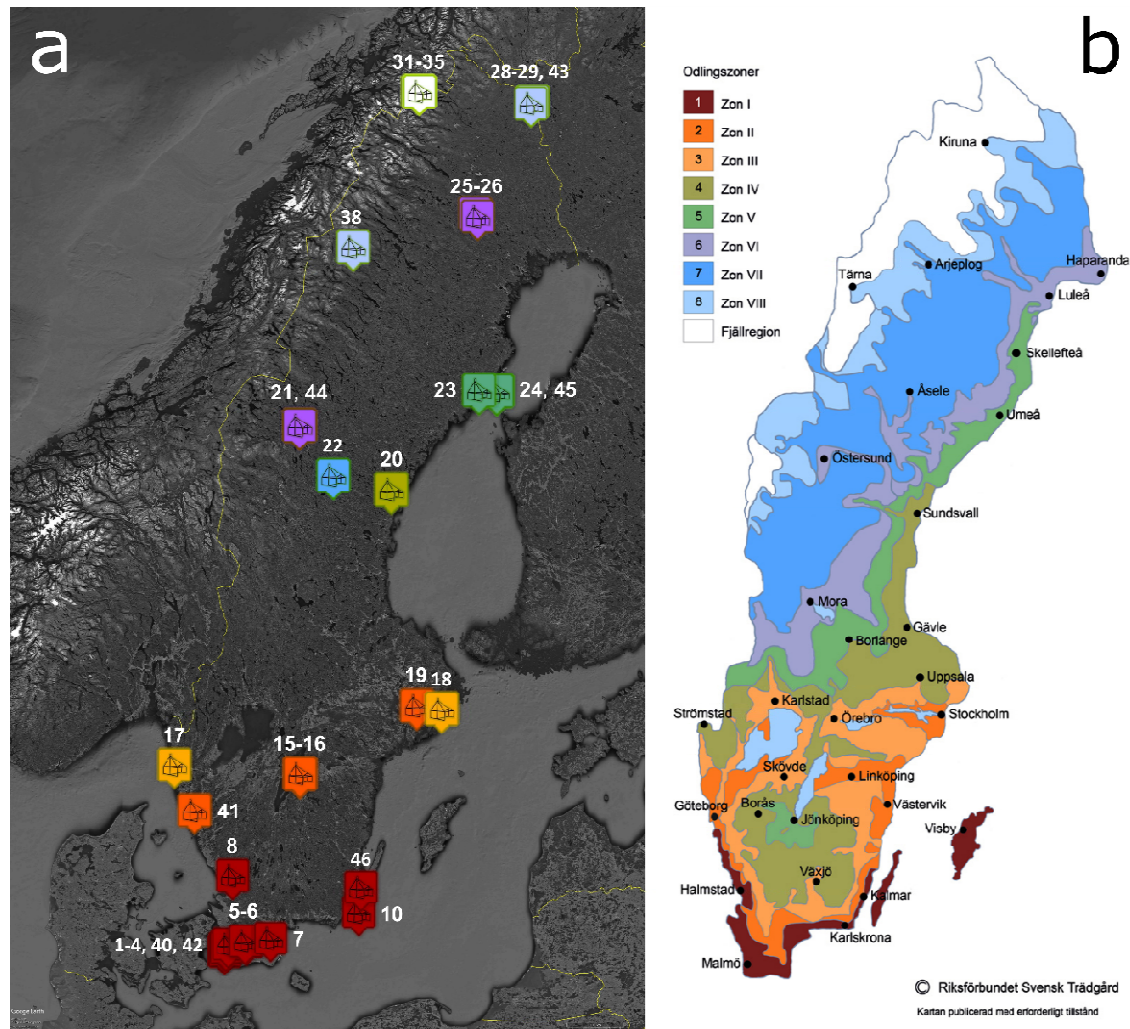 a
31-35
28-29, 43
25-26
38
23
24, 45
21, 44
22
20
19
18
17
15-16
41
8
46
5-6
10
1-4, 40, 42
7
b
Odlingszoner
1 Zon I
2 Zon II
3 Zon III
4 Zon IV
5 Zon V
6 Zon VI
7 Zon VII
8 Zon VIII
Fjällregion
Kiruna
Haparanda
Arjeplog
Tärna
Luleå
Skellefteå
Åsele
Umeå
Östersund
Sundsvall
Mora
Gävle
Borlänge
Uppsala
Karlstad
Strömstad
Örebro
Stockholm
Skövde
Linköping
Göteborg
Borås
Västervik
Jönköping
Visby
Växjö
Halmstad
Kalmar
Karlskrona
Malmö
© Riksförbundet Svensk Trädgård
Kartan publicerad med erforderligt tillstånd